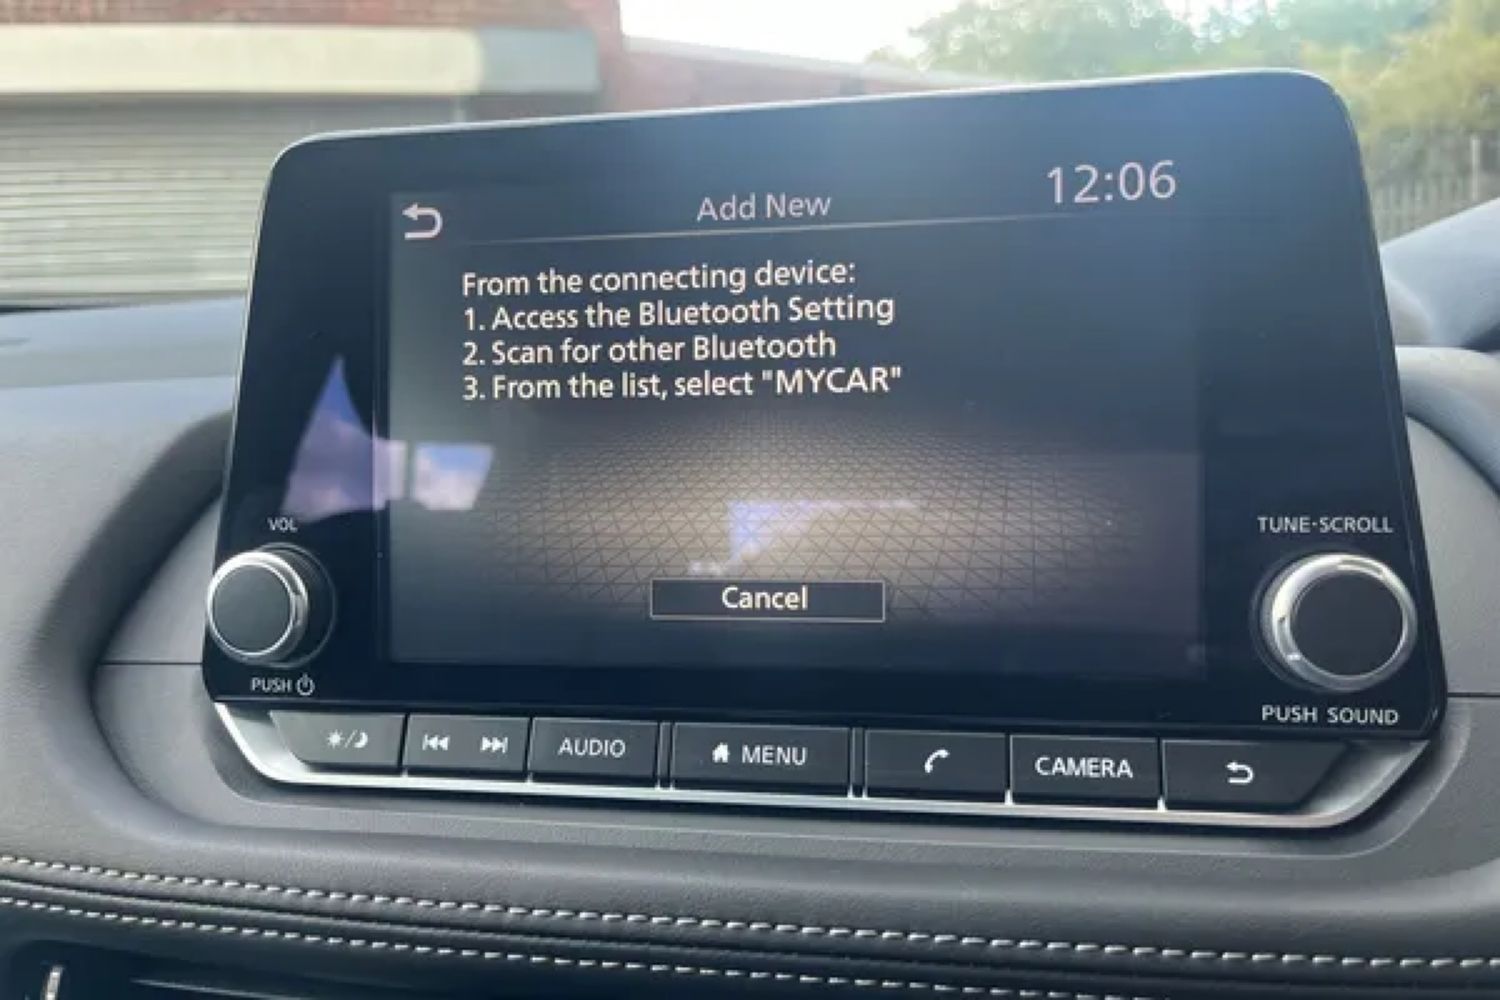 Add New
12:06
From the connecting device:
1. Access the Bluetooth Setting
2. Scan for other Bluetooth
3. From the list, select "MYCAR"
Cancel
VOL
PUSH
TUNE·SCROLL
PUSH SOUND
AUDIO
MENU
CAMERA